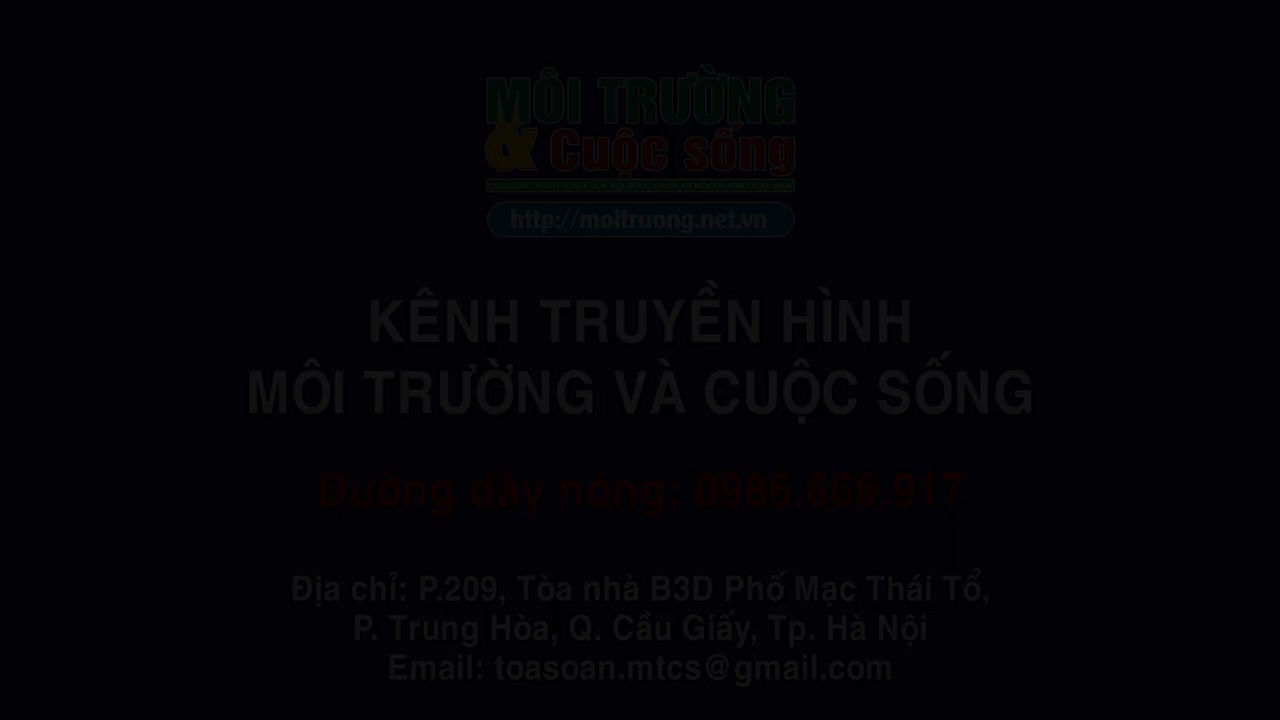 MÔI TRƯỜNG
& Cuộc sống
http://moitruong.net.vn
KÊNH TRUYỀN HÌNH
MÔI TRƯỜNG VÀ CUỘC SỐNG
Đường dây nóng: 0986.666.917
Địa chỉ: P.209, Tòa nhà B3D Phố Mạc Thái Tổ,
P. Trung Hòa, Q. Cầu Giấy, Tp. Hà Nội
Email: toasoan.mtcs@gmail.com